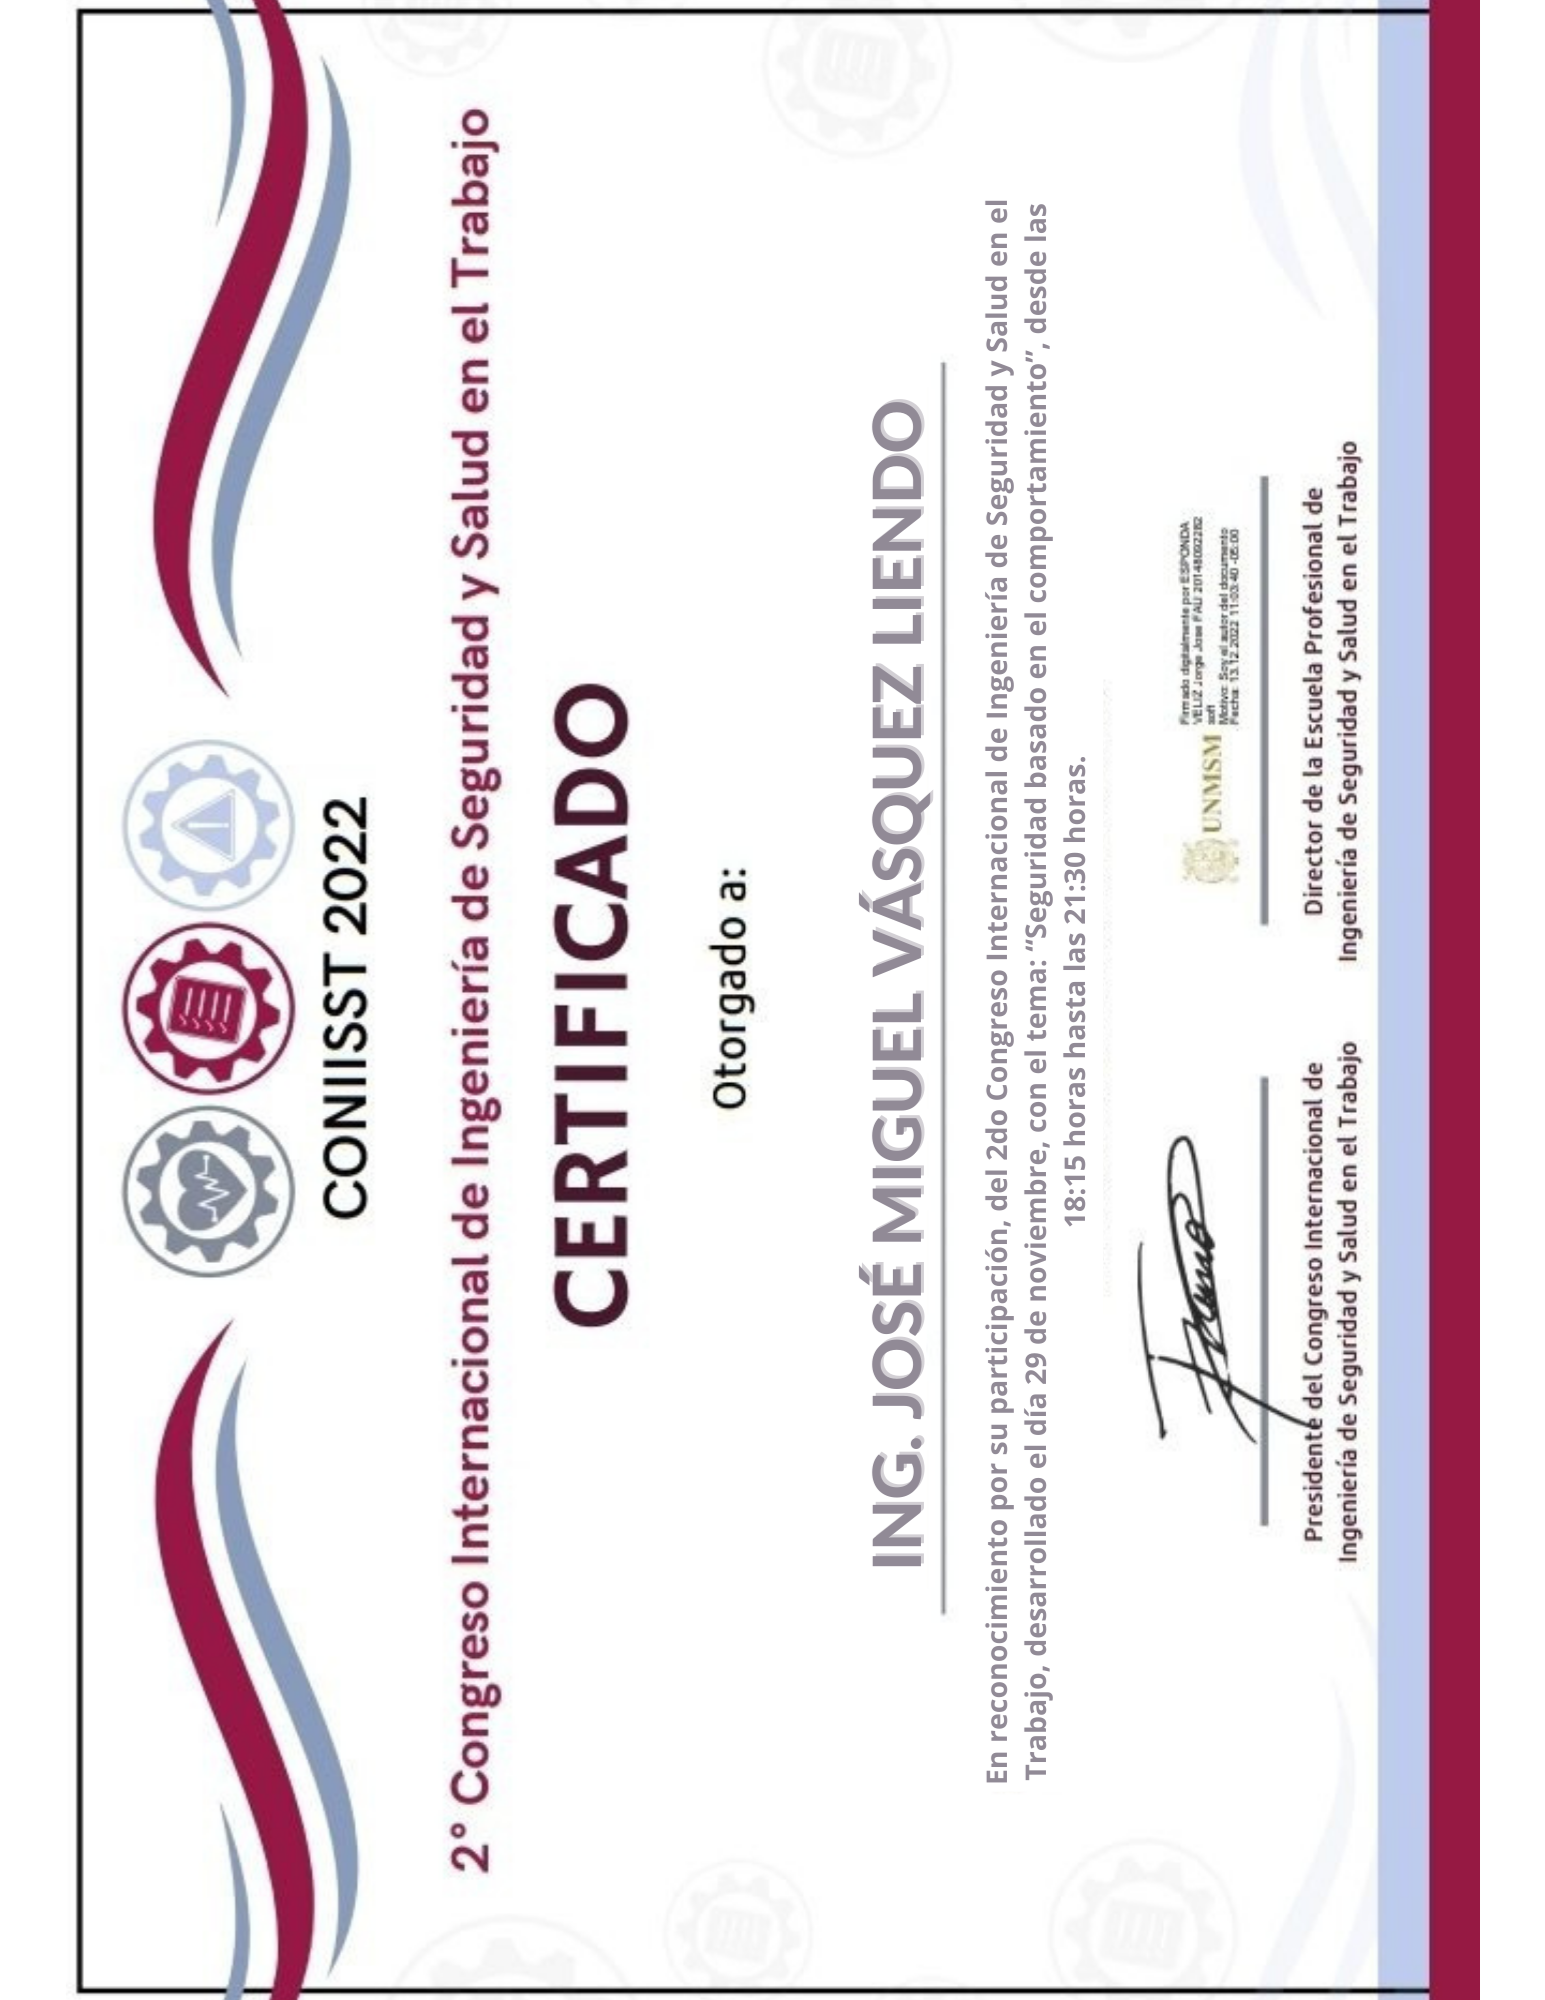 CONIISST 2022
2° Congreso Internacional de Ingeniería de Seguridad y Salud en el Trabajo
CERTIFICADO
Otorgado a:
ING. JOSÉ MIGUEL VÁSQUEZ LIENDO
En reconocimiento por su participación, del 2do Congreso Internacional de Ingeniería de Seguridad y Salud en el
Trabajo, desarrollado el día 29 de noviembre, con el tema: “Seguridad basado en el comportamiento”, desde las
18:15 horas hasta las 21:30 horas.
Presidente del Congreso Internacional de
Ingeniería de Seguridad y Salud en el Trabajo
UNMSM
Firmado digitalmente por ESPONDA
VELIZ Jorge Jose FAU 20148092282
soft
Motivo: Soy el autor del documento
Fecha: 13.12.2022 11:03:40 -05:00
Director de la Escuela Profesional de
Ingeniería de Seguridad y Salud en el Trabajo